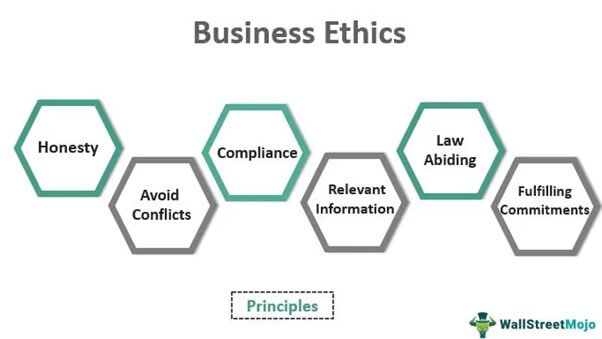 Business Ethics
Honesty
Avoid
Conflicts
Compliance
Relevant
Information
Law
Abiding
Fulfilling
Commitments
Principles
WallStreetMojo